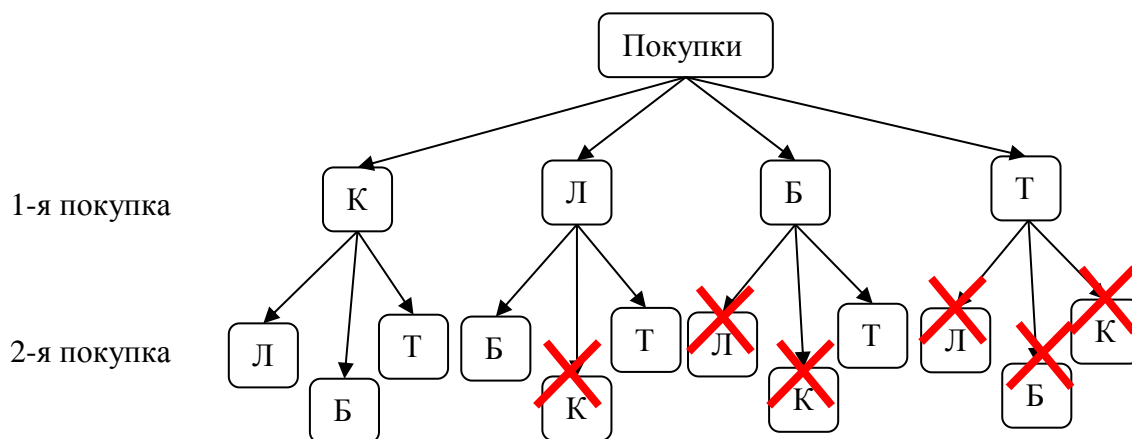 Покупки
1-я покупка
К Л Б Т
2-я покупка
Л Б Т Б К Т Л К Т Л Б К